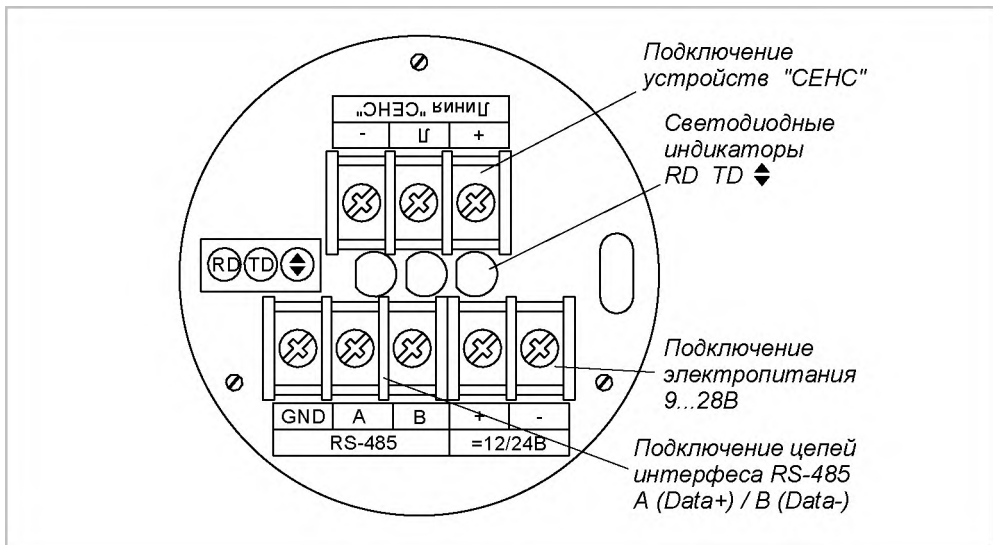 Подключение
устройств "СЕНС"
Светодиодные
индикаторы
RD TD
Линия "СЕНС"
- Л +
RD TD
Подключение
электропитания
9...28В
GND A B + -
RS-485 =12/24В
Подключение цепей
интерфеса RS-485
A (Data+) / B (Data-)